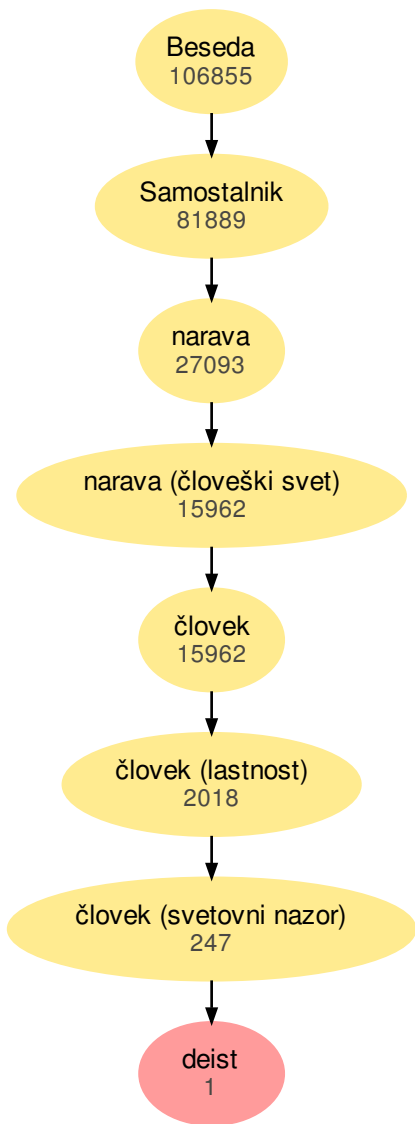 Beseda
106855
Samostalnik
81889
narava
27093
narava (človeški svet)
15962
človek
15962
človek (lastnost)
2018
človek (svetovni nazor)
247
deist
1